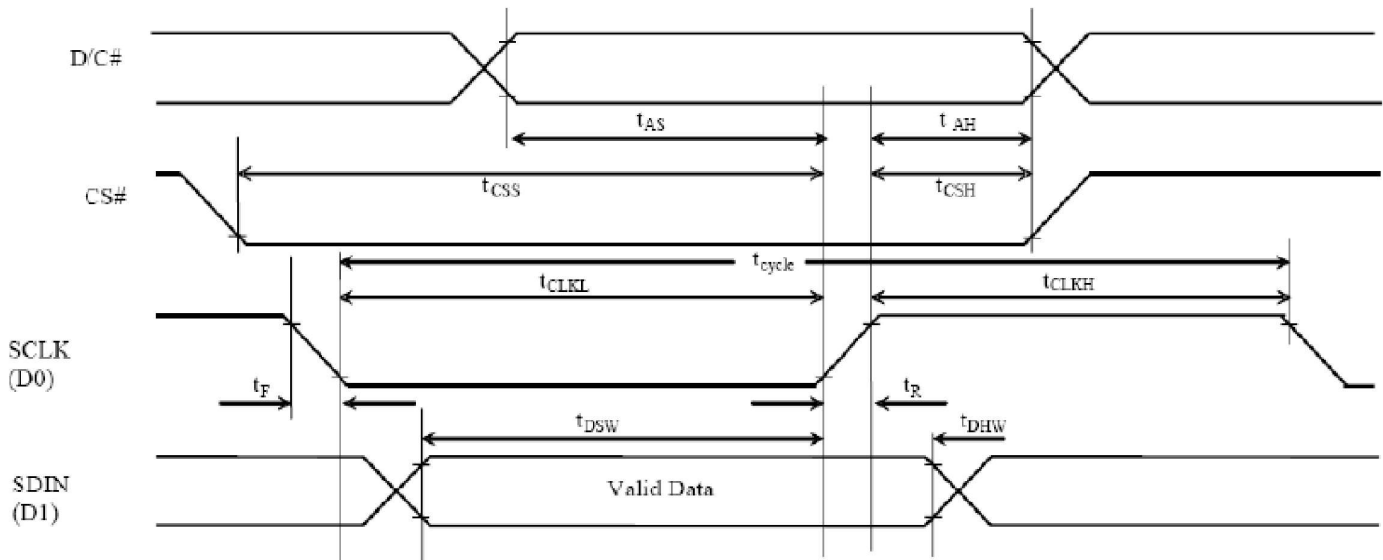 D/C#
tAS
t AH
CS#
tCSS
tCSH
tcycle
tCLKL
tCLKH
SCLK
(D0)
tF
tR
tDSW
tDHW
SDIN
(D1)
Valid Data